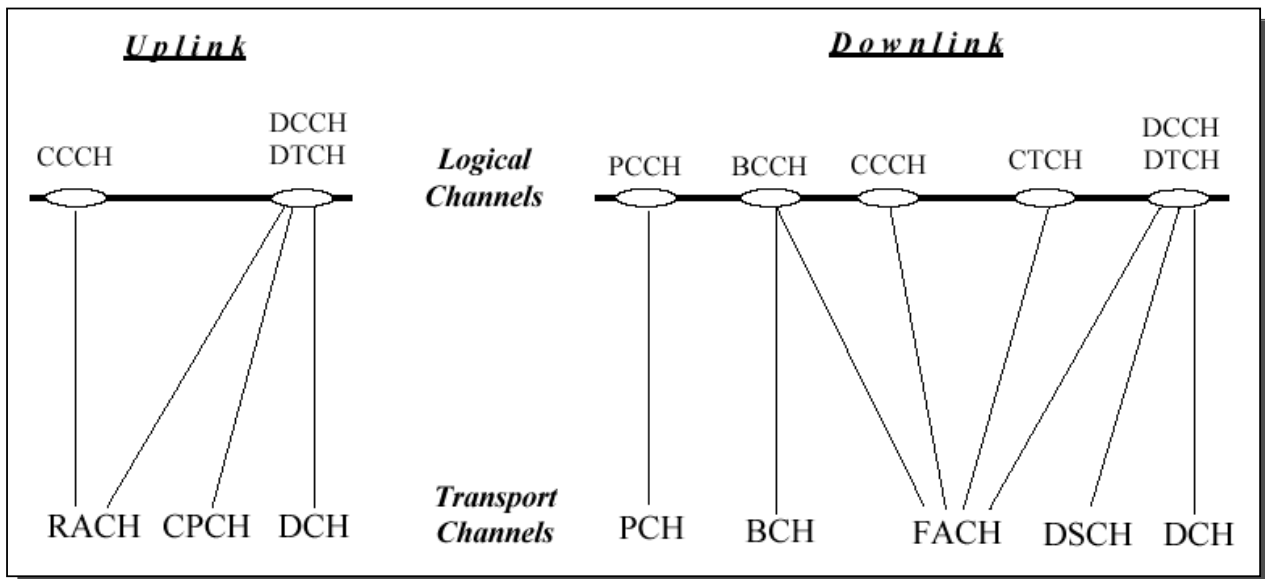 Uplink
Downlink
DCCH
DTCH
CCCH
Logical
Channels
PCCH
BCCH
CCCH
CTCH
DCCH
DTCH
RACH
CPCH
DCH
Transport
Channels
PCH
BCH
FACH
DSCH
DCH